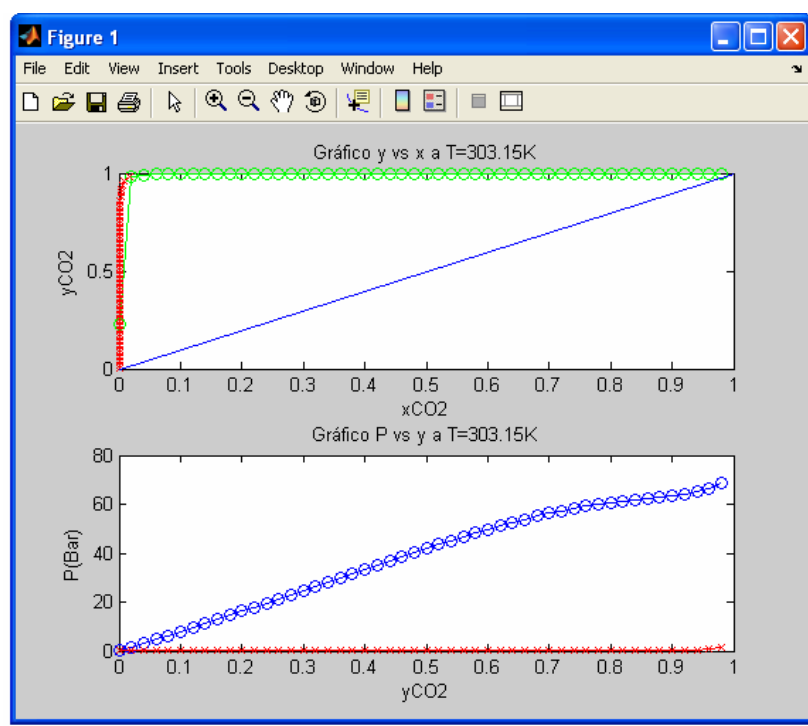 Figure 1
File Edit View Insert Tools Desktop Window Help
Gráfico y vs x a T=303.15K
1
0.5
0
yCO2
0 0.1 0.2 0.3 0.4 0.5 0.6 0.7 0.8 0.9 1
xCO2
Gráfico P vs y a T=303.15K
80
60
40
20
0
P(Bar)
0 0.1 0.2 0.3 0.4 0.5 0.6 0.7 0.8 0.9 1
yCO2